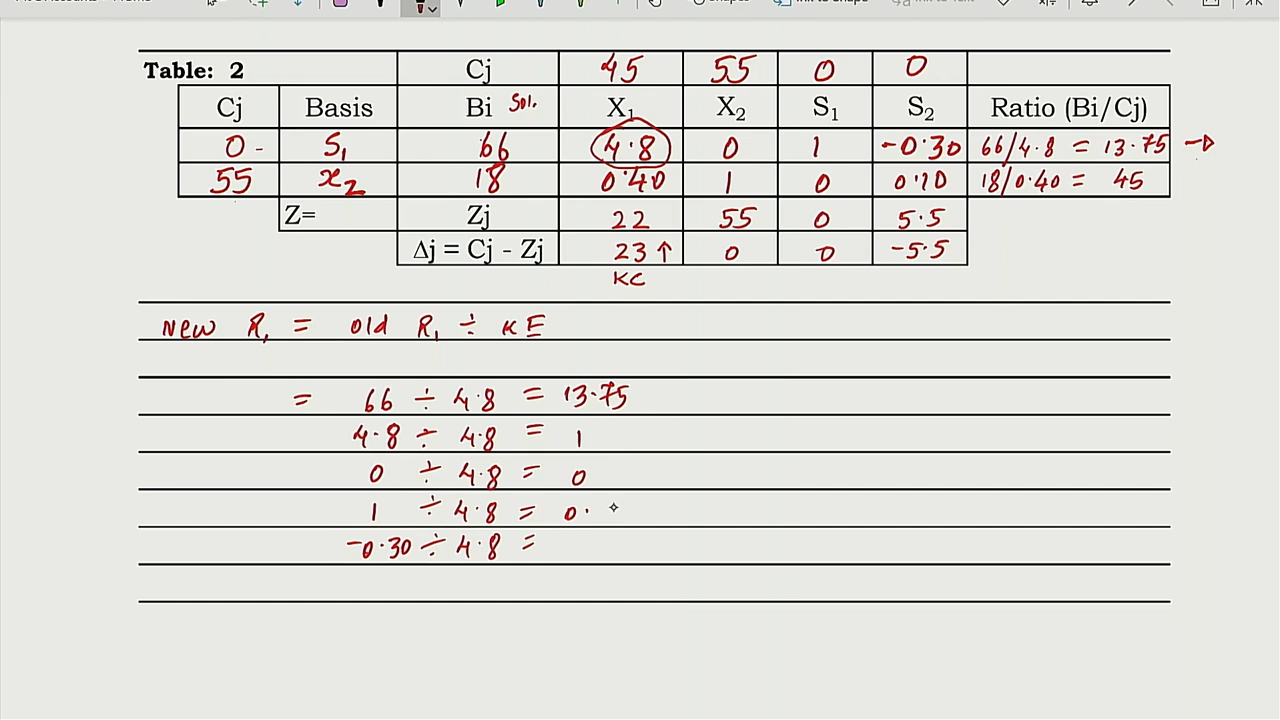 Table: 2 Cj 45 55 0 0
Cj Basis Bi Sol. X1 X2 S1 S2 Ratio (Bi/Cj)
0 - S1 66 4.8 0 1 -0.30 66/4.8 = 13.75 →
55 x2 18 0.40 1 0 0.10 18/0.40 = 45
Z= Zj 22 55 0 5.5
Δj = Cj - Zj 23 ↑ 0 0 -5.5
KC
New R1 = old R1 ÷ KE
= 66 ÷ 4.8 = 13.75
4.8 ÷ 4.8 = 1
0 ÷ 4.8 = 0
1 ÷ 4.8 = 0.
-0.30 ÷ 4.8 =